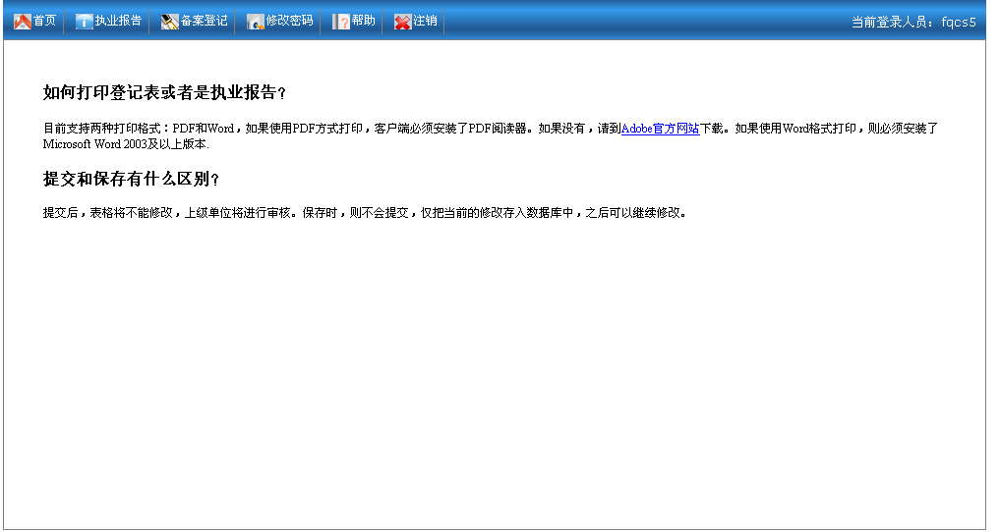 首页 执业报告 备案登记 修改密码 帮助 注销 当前登录人员：fqcs5
如何打印登记表或者是执业报告？
目前支持两种打印格式：PDF和Word，如果使用PDF方式打印，客户端必须安装了PDF阅读器。如果没有，请到Adobe官方网站下载。如果使用Word格式打印，则必须安装了
Microsoft Word 2003及以上版本.
提交和保存有什么区别？
提交后，表格将不能修改，上级单位将进行审核。保存时，则不会提交，仅把当前的修改存入数据库中，之后可以继续修改。